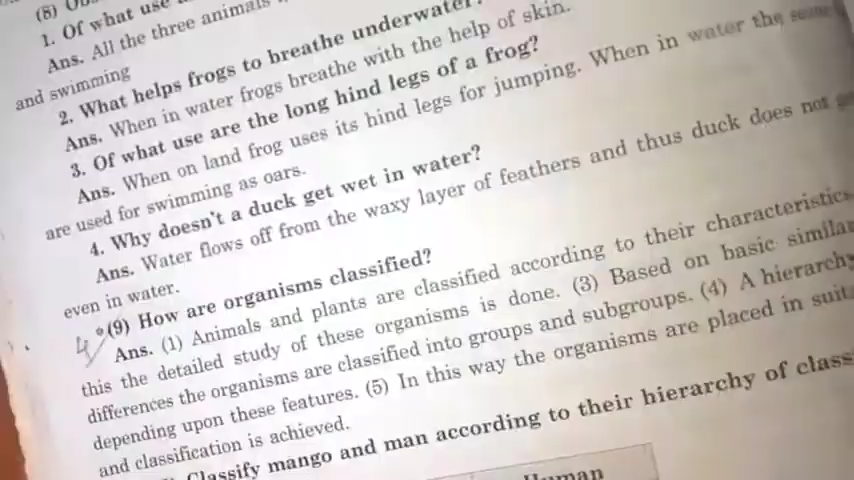 (8)
1. Of what use
Ans. All the three animals
and swimming
2. What helps frogs to breathe underwater?
Ans. When in water frogs breathe with the help of skin.
3. Of what use are the long hind legs of a frog?
Ans. When on land frog uses its hind legs for jumping. When in water the same
are used for swimming as oars.
4. Why doesn't a duck get wet in water?
Ans. Water flows off from the waxy layer of feathers and thus duck does not
even in water.
(9) How are organisms classified?
Ans. (1) Animals and plants are classified according to their characteristics.
this the detailed study of these organisms is done. (3) Based on basic similar
differences the organisms are classified into groups and subgroups. (4) A hierarchy
depending upon these features. (5) In this way the organisms are placed in
and classification is achieved.
Classify mango and man according to their hierarchy of
Human